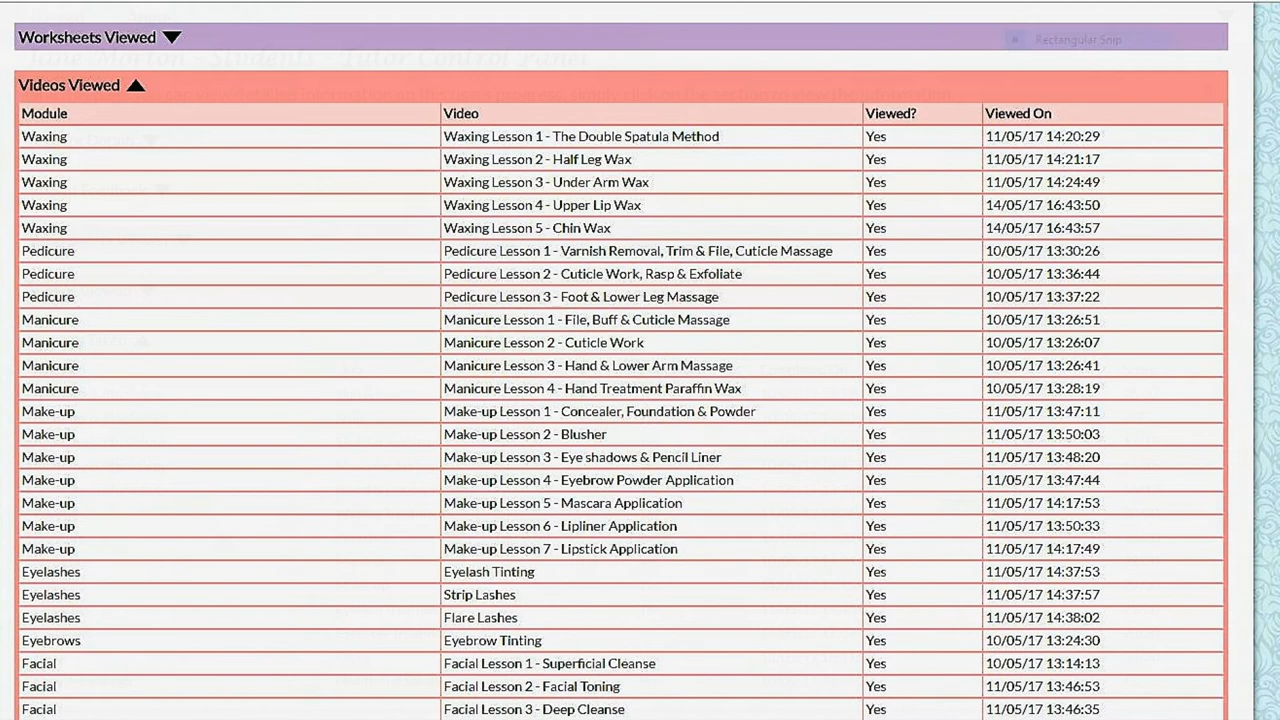 Worksheets Viewed
Rectangular Snip
Jane Morton - Students - Tutor Control Panel
Videos Viewed
Module Video Viewed? Viewed On
Waxing Waxing Lesson 1 - The Double Spatula Method Yes 11/05/17 14:20:29
Waxing Waxing Lesson 2 - Half Leg Wax Yes 11/05/17 14:21:17
Waxing Waxing Lesson 3 - Under Arm Wax Yes 11/05/17 14:24:49
Waxing Waxing Lesson 4 - Upper Lip Wax Yes 14/05/17 16:43:50
Waxing Waxing Lesson 5 - Chin Wax Yes 14/05/17 16:43:57
Pedicure Pedicure Lesson 1 - Varnish Removal, Trim & File, Cuticle Massage Yes 10/05/17 13:30:26
Pedicure Pedicure Lesson 2 - Cuticle Work, Rasp & Exfoliate Yes 10/05/17 13:36:44
Pedicure Pedicure Lesson 3 - Foot & Lower Leg Massage Yes 10/05/17 13:37:22
Manicure Manicure Lesson 1 - File, Buff & Cuticle Massage Yes 10/05/17 13:26:51
Manicure Manicure Lesson 2 - Cuticle Work Yes 10/05/17 13:26:07
Manicure Manicure Lesson 3 - Hand & Lower Arm Massage Yes 10/05/17 13:26:41
Manicure Manicure Lesson 4 - Hand Treatment Paraffin Wax Yes 10/05/17 13:28:19
Make-up Make-up Lesson 1 - Concealer, Foundation & Powder Yes 11/05/17 13:47:11
Make-up Make-up Lesson 2 - Blusher Yes 11/05/17 13:50:03
Make-up Make-up Lesson 3 - Eye shadows & Pencil Liner Yes 11/05/17 13:48:20
Make-up Make-up Lesson 4 - Eyebrow Powder Application Yes 11/05/17 13:47:44
Make-up Make-up Lesson 5 - Mascara Application Yes 11/05/17 14:17:53
Make-up Make-up Lesson 6 - Lipliner Application Yes 11/05/17 13:50:33
Make-up Make-up Lesson 7 - Lipstick Application Yes 11/05/17 14:17:49
Eyelashes Eyelash Tinting Yes 11/05/17 14:37:53
Eyelashes Strip Lashes Yes 11/05/17 14:37:57
Eyelashes Flare Lashes Yes 11/05/17 14:38:02
Eyebrows Eyebrow Tinting Yes 10/05/17 13:24:30
Facial Facial Lesson 1 - Superficial Cleanse Yes 10/05/17 13:14:13
Facial Facial Lesson 2 - Facial Toning Yes 11/05/17 13:46:53
Facial Facial Lesson 3 - Deep Cleanse Yes 11/05/17 13:46:35